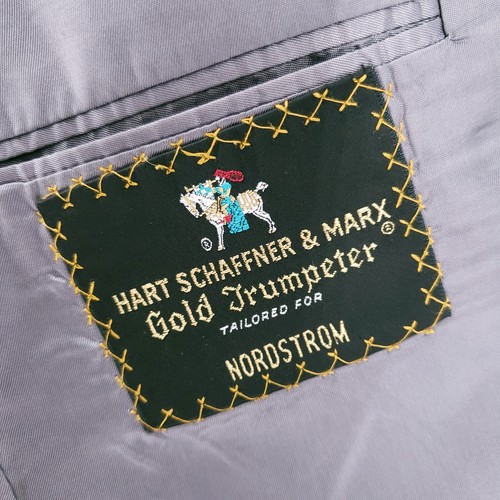 HART SCHAFFNER & MARX
Gold Trumpeter®
TAILORED FOR
NORDSTROM